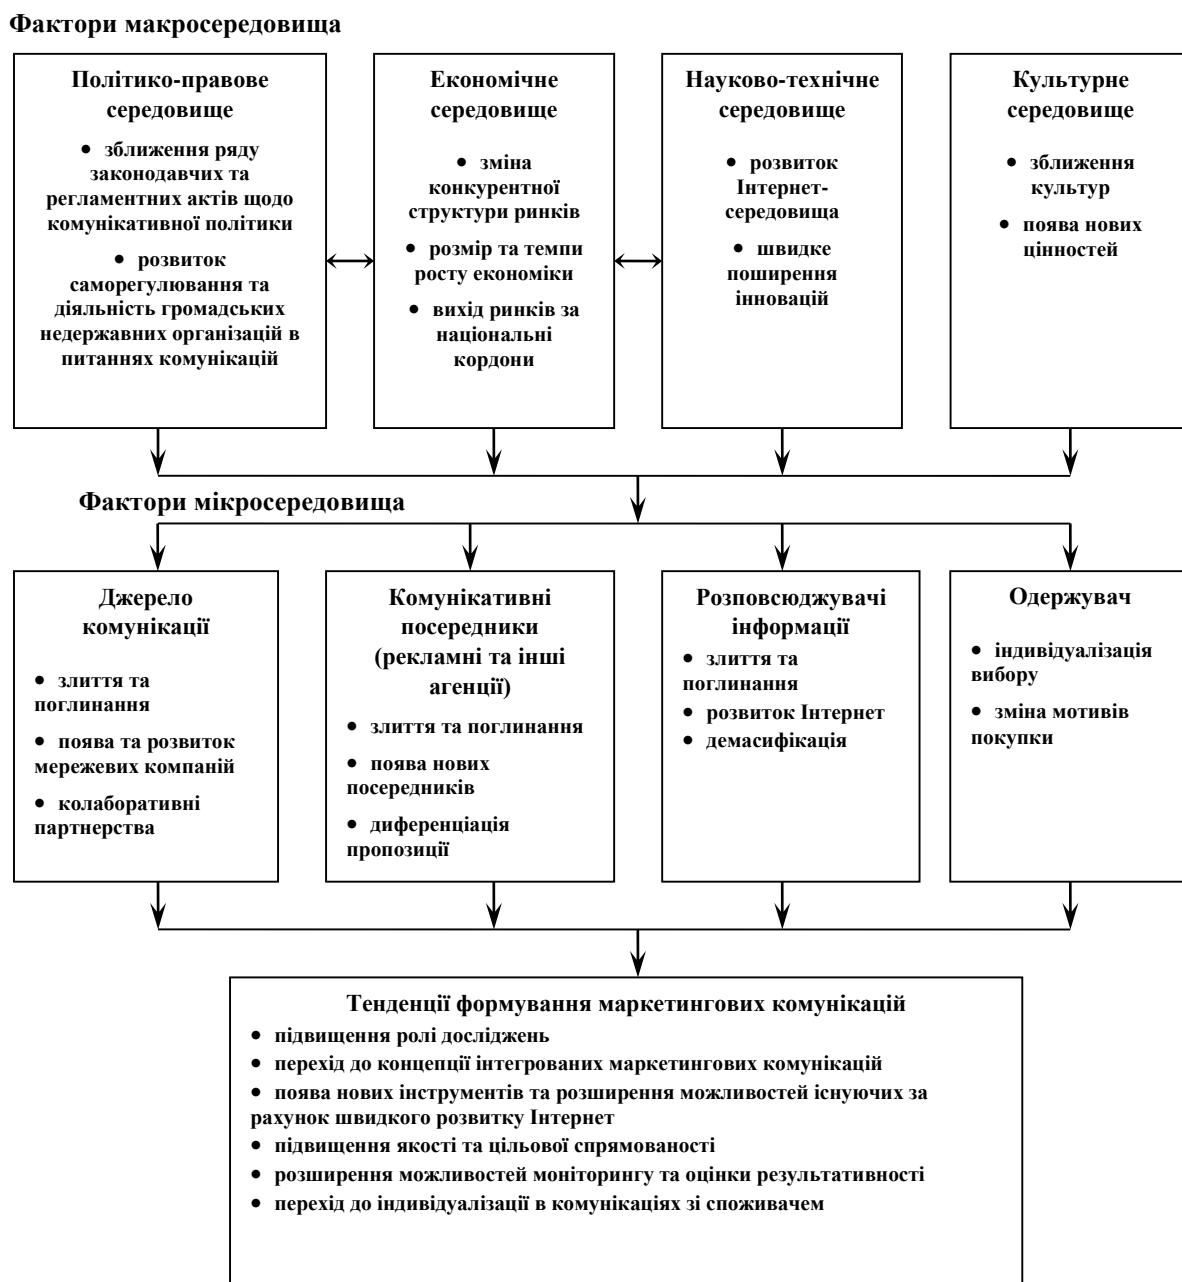 Фактори макросередовища
Політико-правове
середовище
• зближення ряду
законодавчих та
регламентних актів щодо
комунікативної політики
• розвиток
саморегулювання та
діяльність громадських
недержавних організацій в
питаннях комунікацій
Економічне
середовище
• зміна
конкурентної
структури ринків
• розмір та темпи
росту економіки
• вихід ринків за
національні
кордони
Науково-технічне
середовище
• розвиток
Інтернет-
середовища
• швидке
поширення
інновацій
Культурне
середовище
• зближення
культур
• поява нових
цінностей
Фактори мікросередовища
Джерело
комунікації
• злиття та
поглинання
• поява та розвиток
мережевих компаній
• колаборативні
партнерства
Комунікативні
посередники
(рекламні та інші
агенції)
• злиття та поглинання
• поява нових
посередників
• диференціація
пропозиції
Розповсюджувачі
інформації
• злиття та
поглинання
• розвиток Інтернет
• демасифікація
Одержувач
• індивідуалізація
вибору
• зміна мотивів
покупки
Тенденції формування маркетингових комунікацій
• підвищення ролі досліджень
• перехід до концепції інтегрованих маркетингових комунікацій
• поява нових інструментів та розширення можливостей існуючих за
рахунок швидкого розвитку Інтернет
• підвищення якості та цільової спрямованості
• розширення можливостей моніторингу та оцінки результативності
• перехід до індивідуалізації в комунікаціях зі споживачем